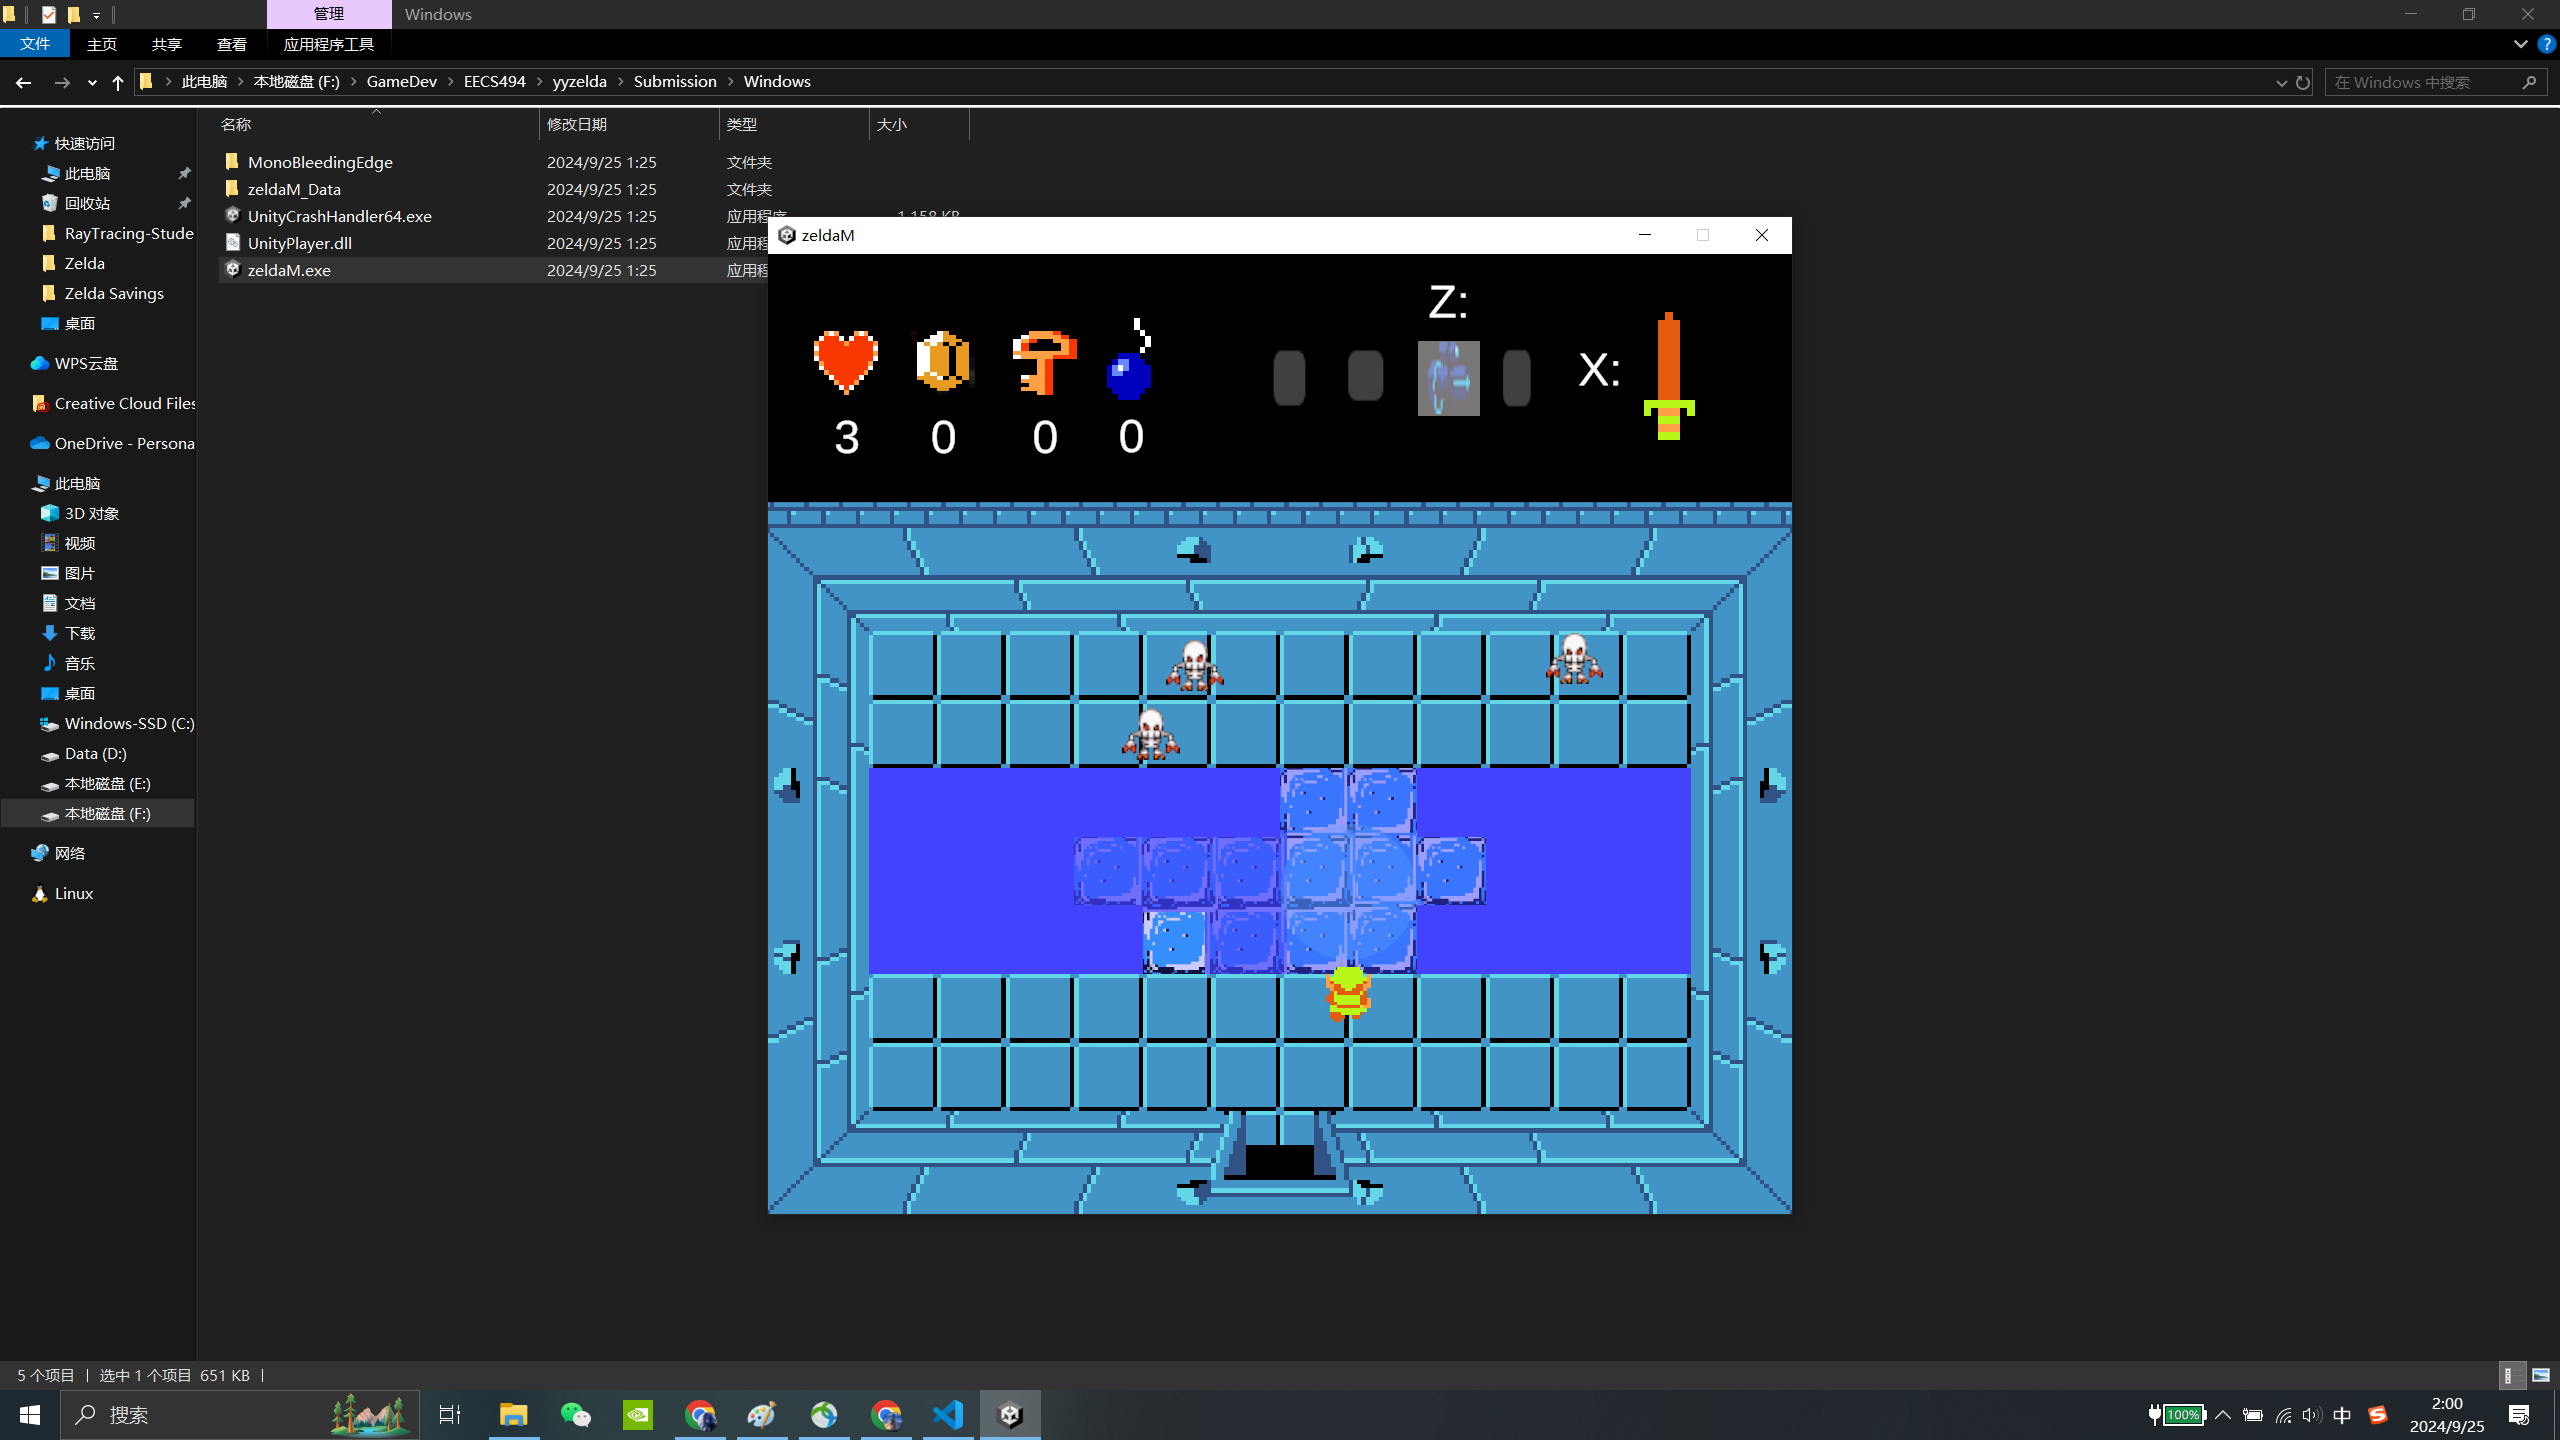 管理
Windows
文件
主页
共享
查看
应用程序工具
此电脑
本地磁盘 (F:)
GameDev
EECS494
yyzelda
Submission
Windows
在 Windows 中搜索
名称
修改日期
类型
大小
MonoBleedingEdge 2024/9/25 1:25 文件夹
zeldaM_Data 2024/9/25 1:25 文件夹
UnityCrashHandler64.exe 2024/9/25 1:25 应用程序 1,158 KB
UnityPlayer.dll 2024/9/25 1:25 应用程
zeldaM.exe 2024/9/25 1:25 应用程
快速访问
此电脑
回收站
RayTracing-Stude
Zelda
Zelda Savings
桌面
WPS云盘
Creative Cloud Files
OneDrive - Persona
此电脑
3D 对象
视频
图片
文档
下载
音乐
桌面
Windows-SSD (C:)
Data (D:)
本地磁盘 (E:)
本地磁盘 (F:)
网络
Linux
zeldaM
Z:
X:
3
0
0
0
5 个项目
选中 1 个项目 651 KB
搜索
100%
中
2:00
2024/9/25